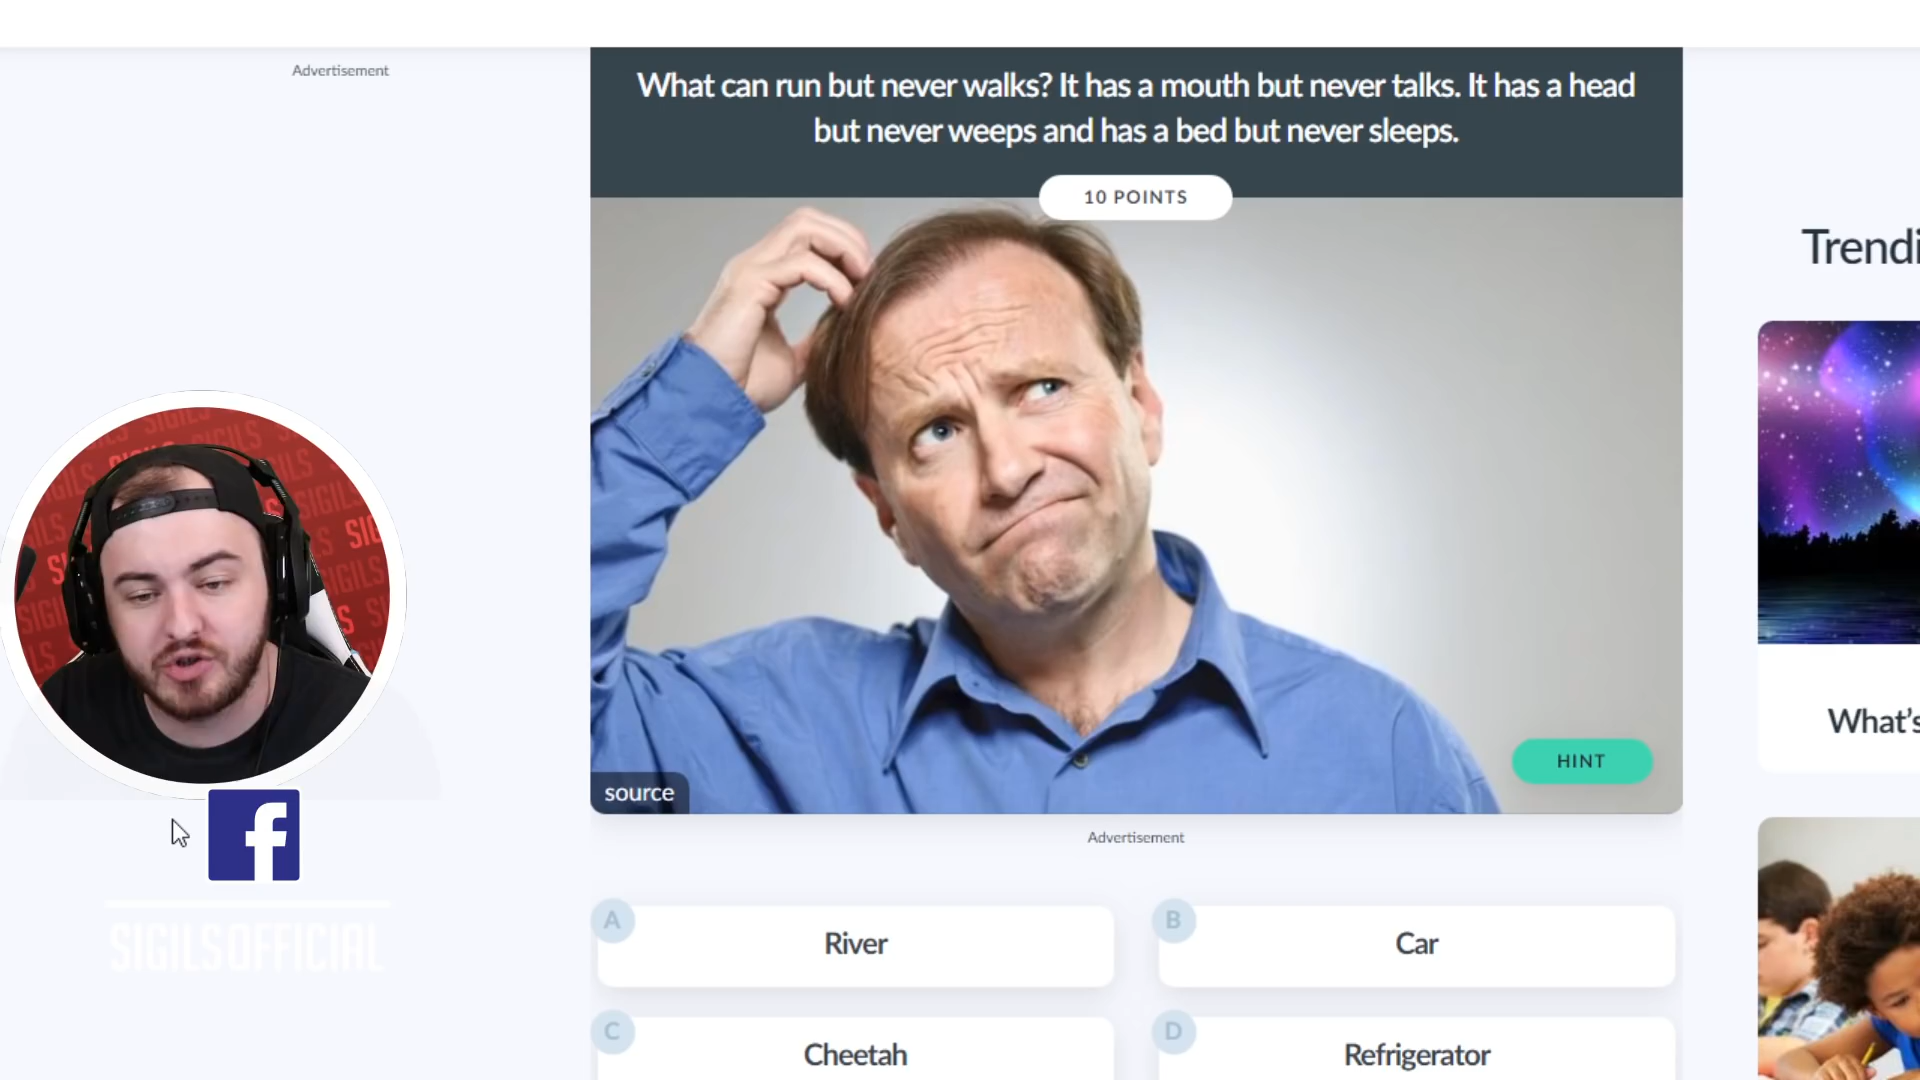 Advertisement
What can run but never walks? It has a mouth but never talks. It has a head
but never weeps and has a bed but never sleeps.
10 POINTS
Trendi
HINT
source
What's
Advertisement
f
SIGILSOFFICIAL
A
River
B
Car
C
Cheetah
D
Refrigerator